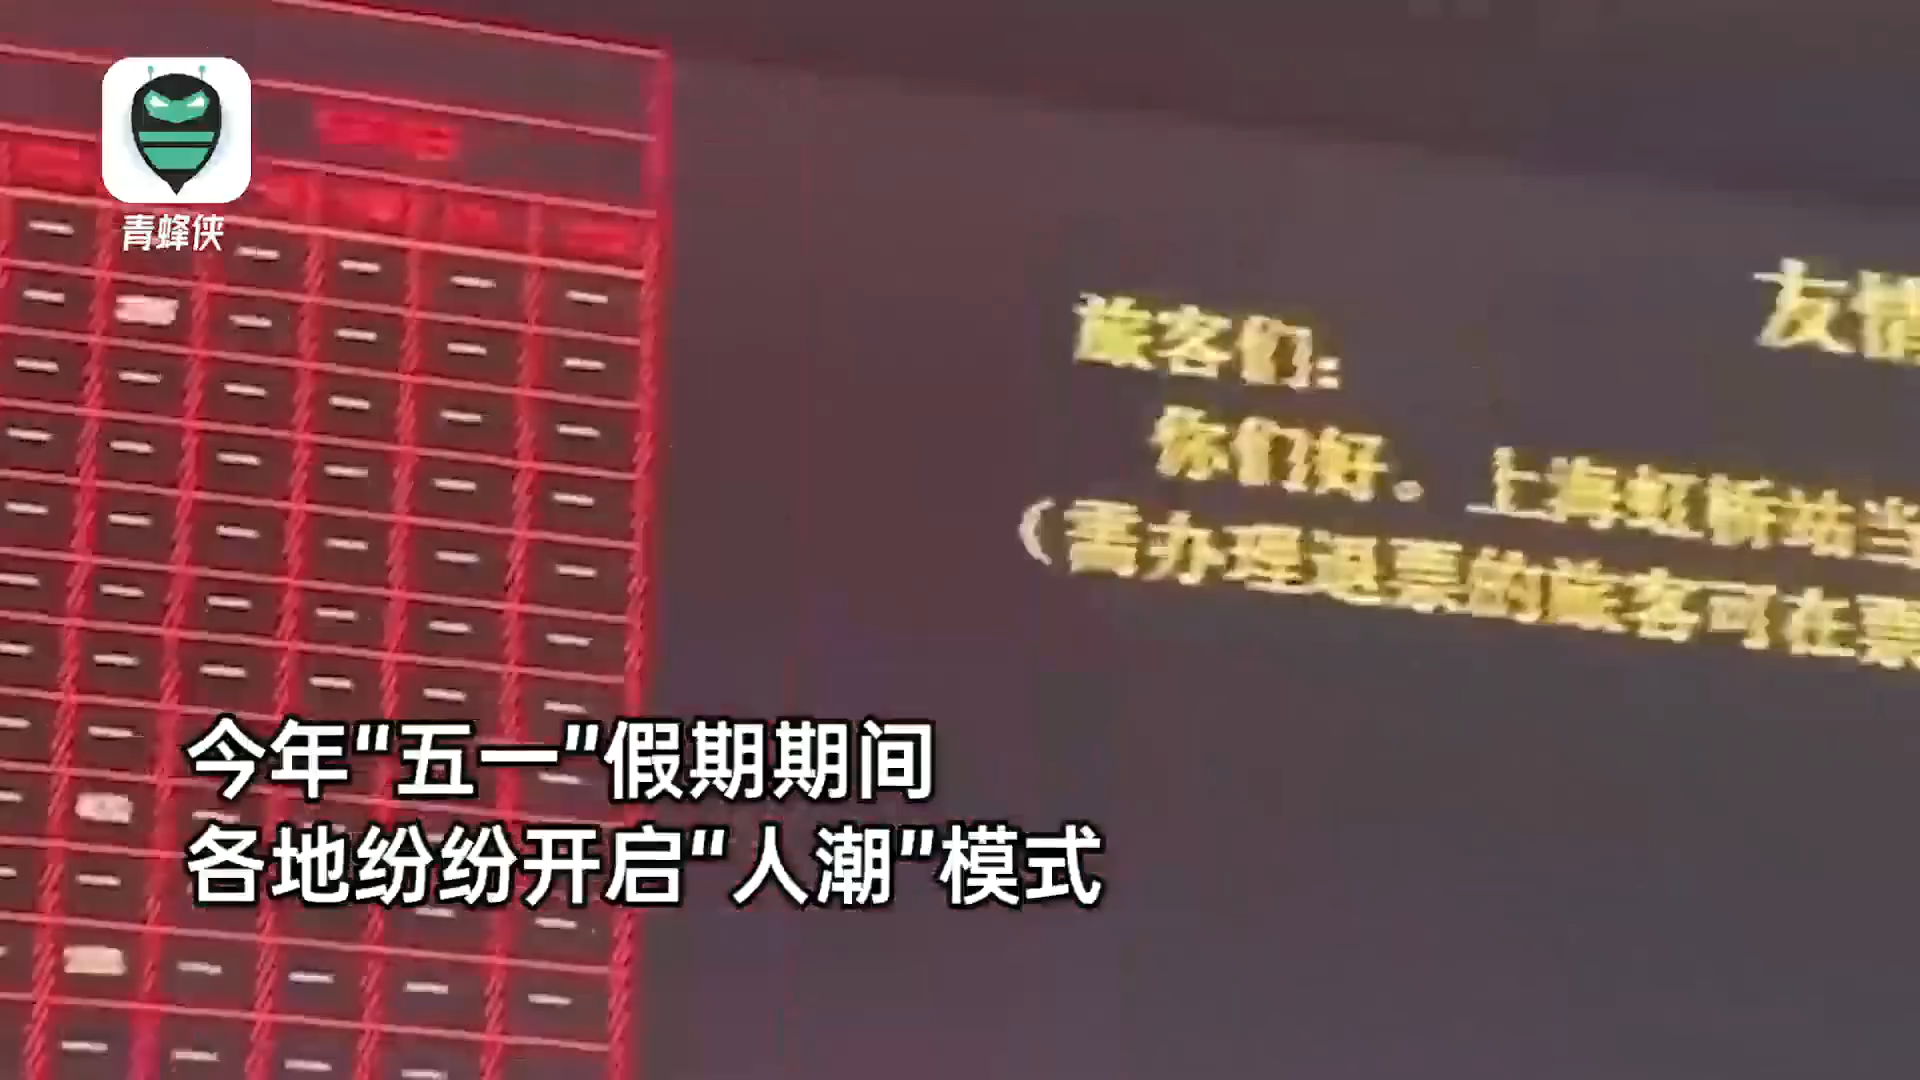 青蜂侠
友情
旅客们：
你们好。上海虹桥站当
（需办理退票的旅客可在票
今年“五一”假期期间
各地纷纷开启“人潮”模式